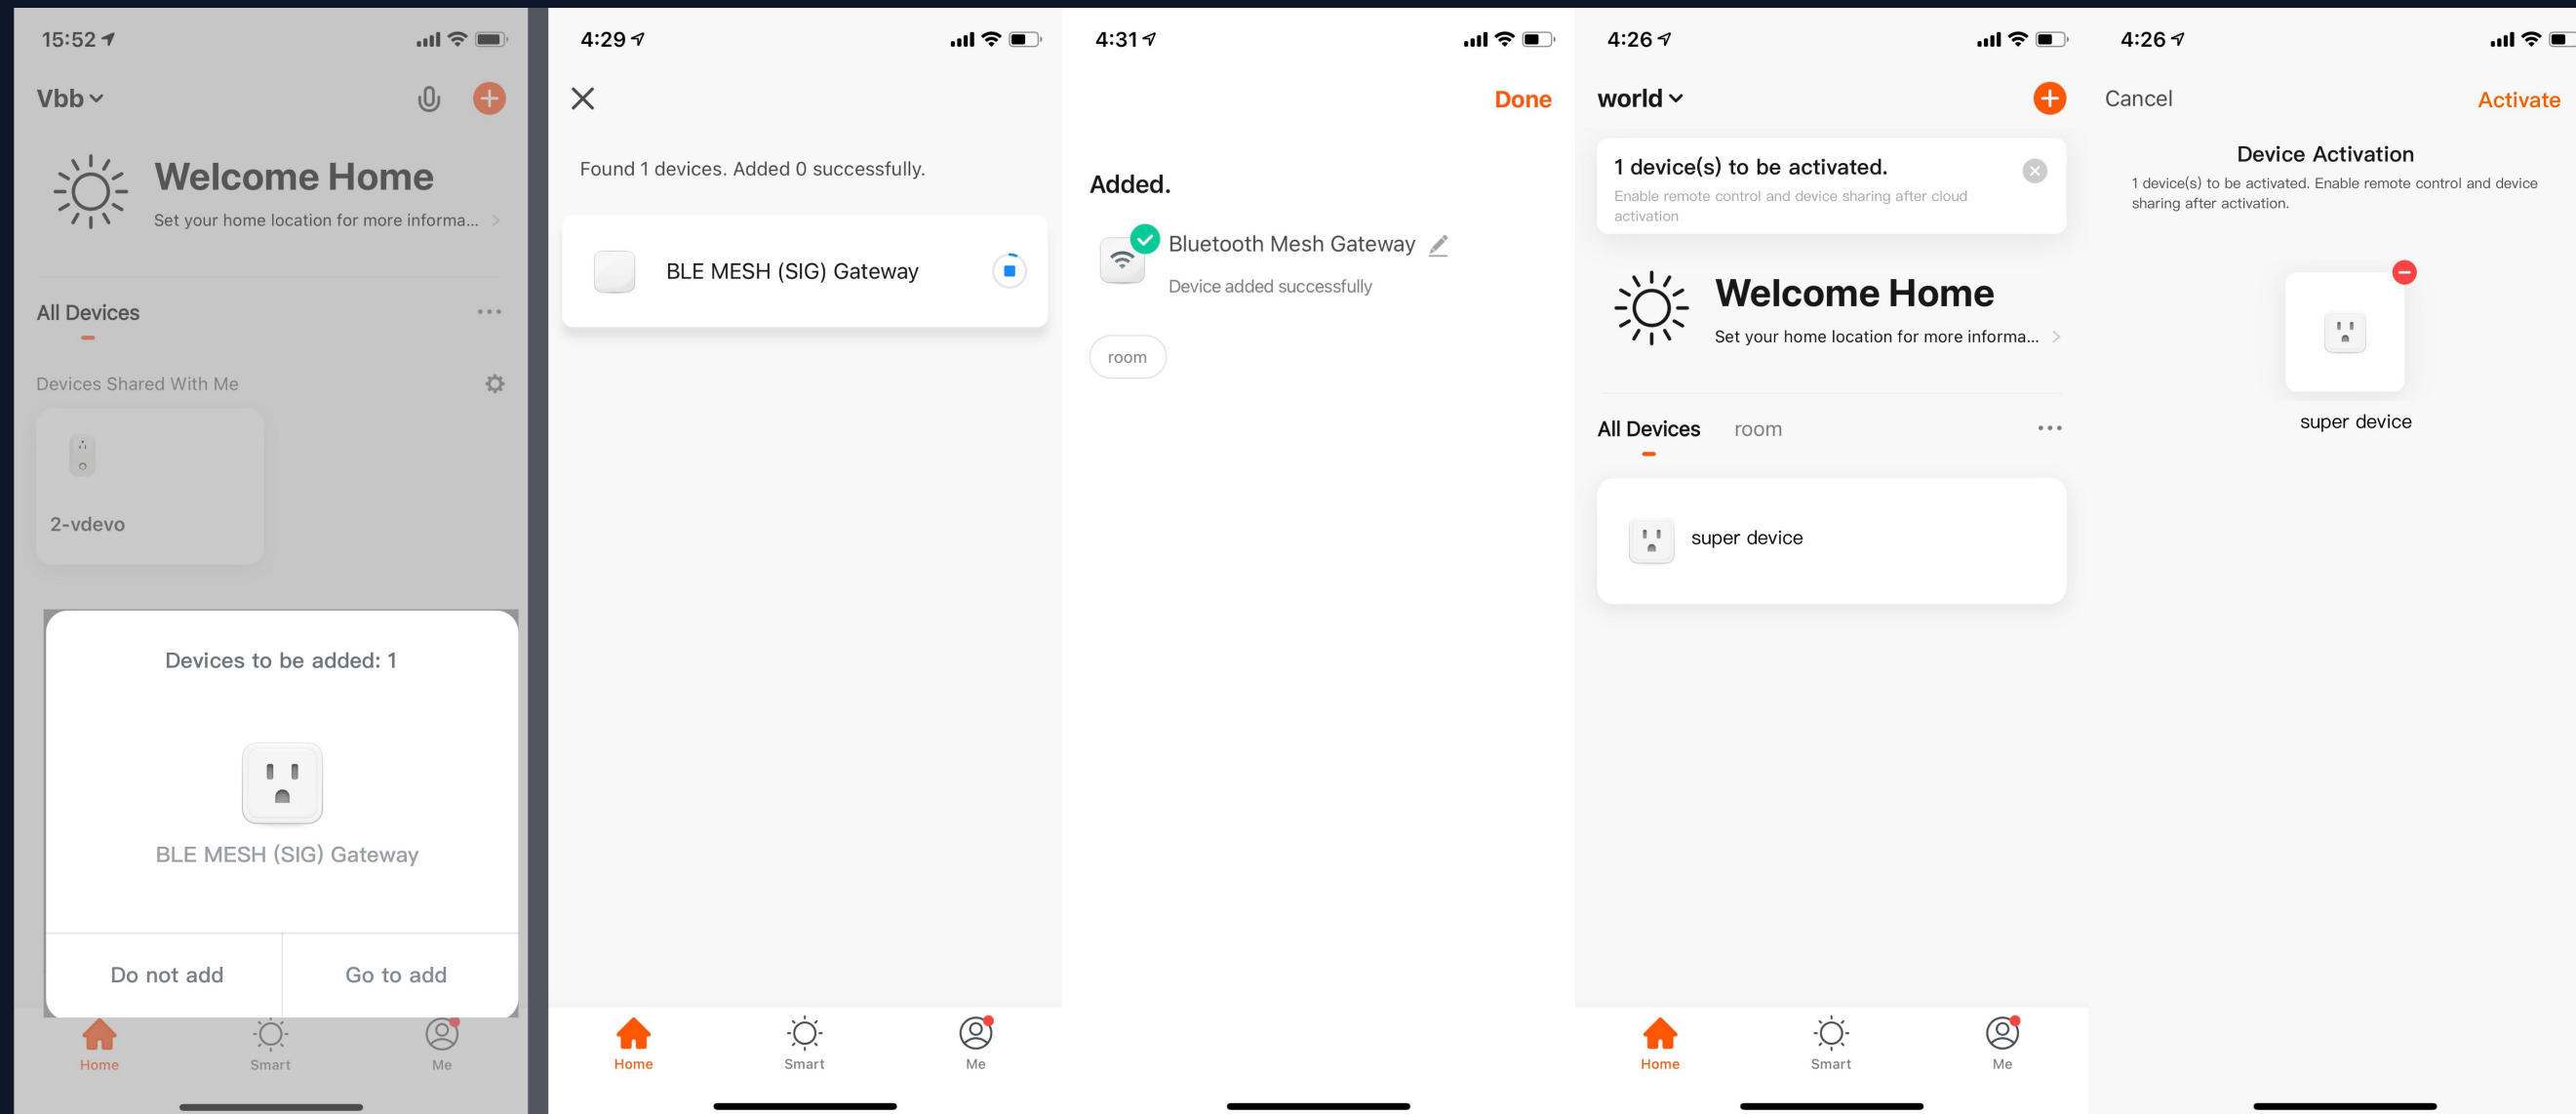 15:52
Vbb
Welcome Home
Set your home location for more informa...
All Devices
Devices Shared With Me
2-vdevo
Devices to be added: 1
BLE MESH (SIG) Gateway
Do not add
Go to add
Home
Smart
Me
4:29
Found 1 devices. Added 0 successfully.
BLE MESH (SIG) Gateway
Home
Smart
Me
4:31
Done
Added.
Bluetooth Mesh Gateway
Device added successfully
room
4:26
world
1 device(s) to be activated.
Enable remote control and device sharing after cloud
activation
Welcome Home
Set your home location for more informa...
All Devices
room
super device
Home
Smart
Me
4:26
Cancel
Activate
Device Activation
1 device(s) to be activated. Enable remote control and device
sharing after activation.
super device